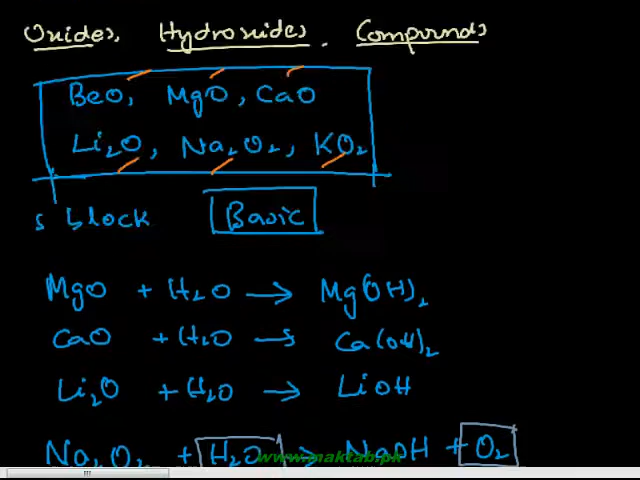 Oxides, Hydroxides. Compounds
BeO, MgO, CaO
Li₂O, Na₂O₂, KO₂
s block Basic
MgO + H₂O → Mg(OH)₂
CaO + H₂O → Ca(OH)₂
Li₂O + H₂O → LiOH
Na₂O₂ + H₂O → NaOH + O₂
www.maktab.pk